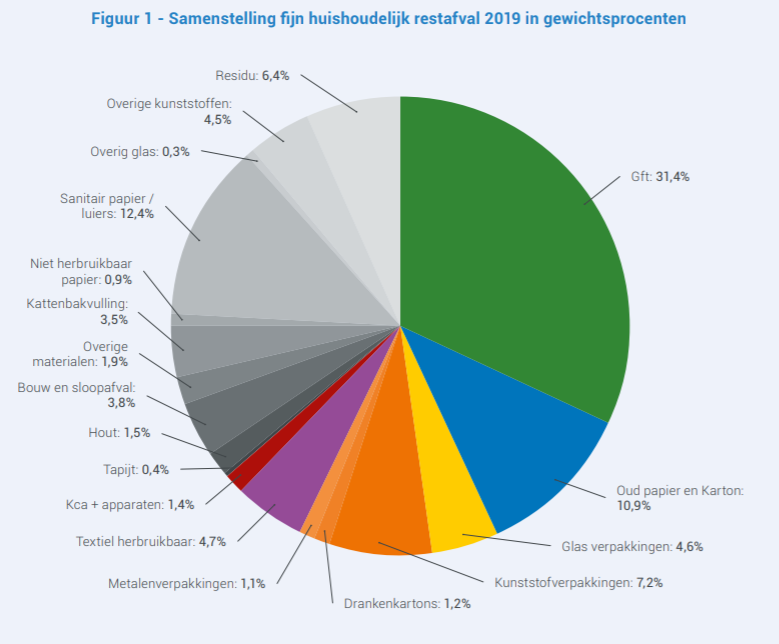 Figuur 1 - Samenstelling fijn huishoudelijk restafval 2019 in gewichtsprocenten
Residu: 6,4%
Overige kunststoffen:
4,5%
Overig glas: 0,3%
Sanitair papier /
luiers: 12,4%
Niet herbruikbaar
papier: 0,9%
Kattenbakvulling:
3,5%
Overige
materialen: 1,9%
Bouw en sloopafval:
3,8%
Hout: 1,5%
Tapijt: 0,4%
Kca + apparaten: 1,4%
Textiel herbruikbaar: 4,7%
Metalenverpakkingen: 1,1%
Drankenkartons: 1,2%
Kunststofverpakkingen: 7,2%
Glas verpakkingen: 4,6%
Oud papier en Karton:
10,9%
Gft: 31,4%